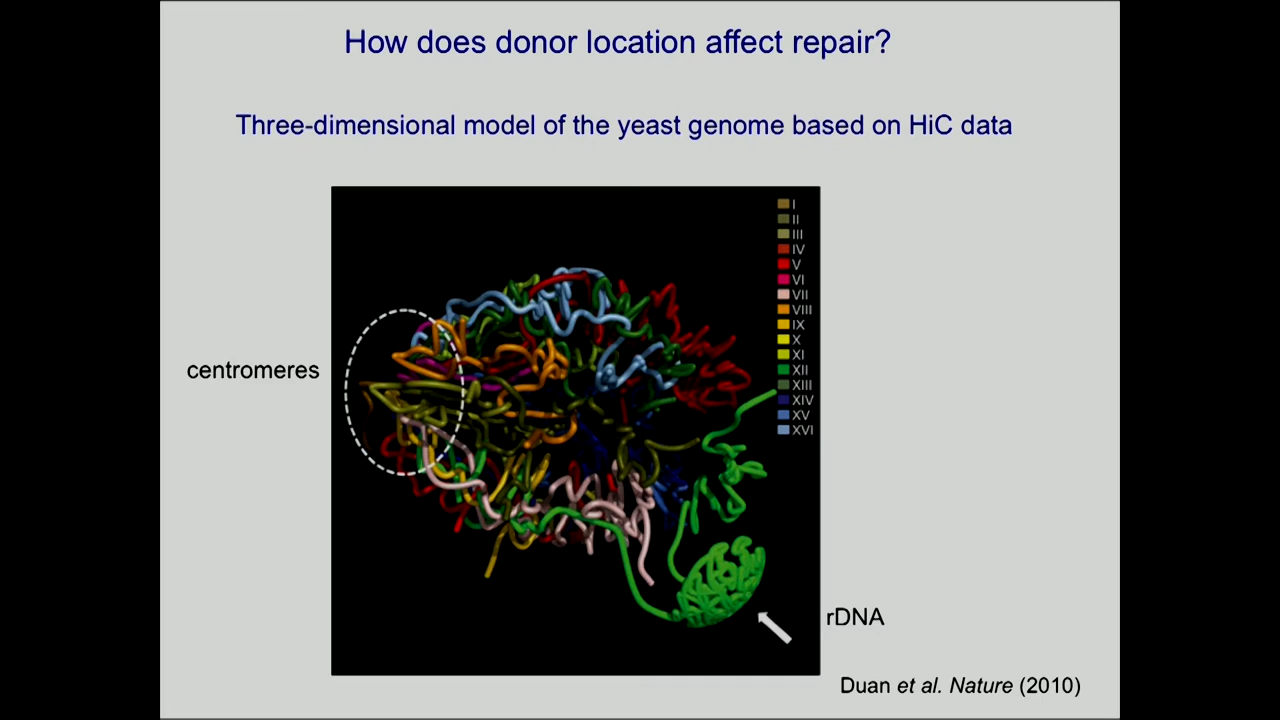 How does donor location affect repair?
Three-dimensional model of the yeast genome based on HiC data
I
II
III
IV
V
VI
VII
VIII
IX
X
XI
XII
XIII
XIV
XV
XVI
centromeres
rDNA
Duan et al. Nature (2010)